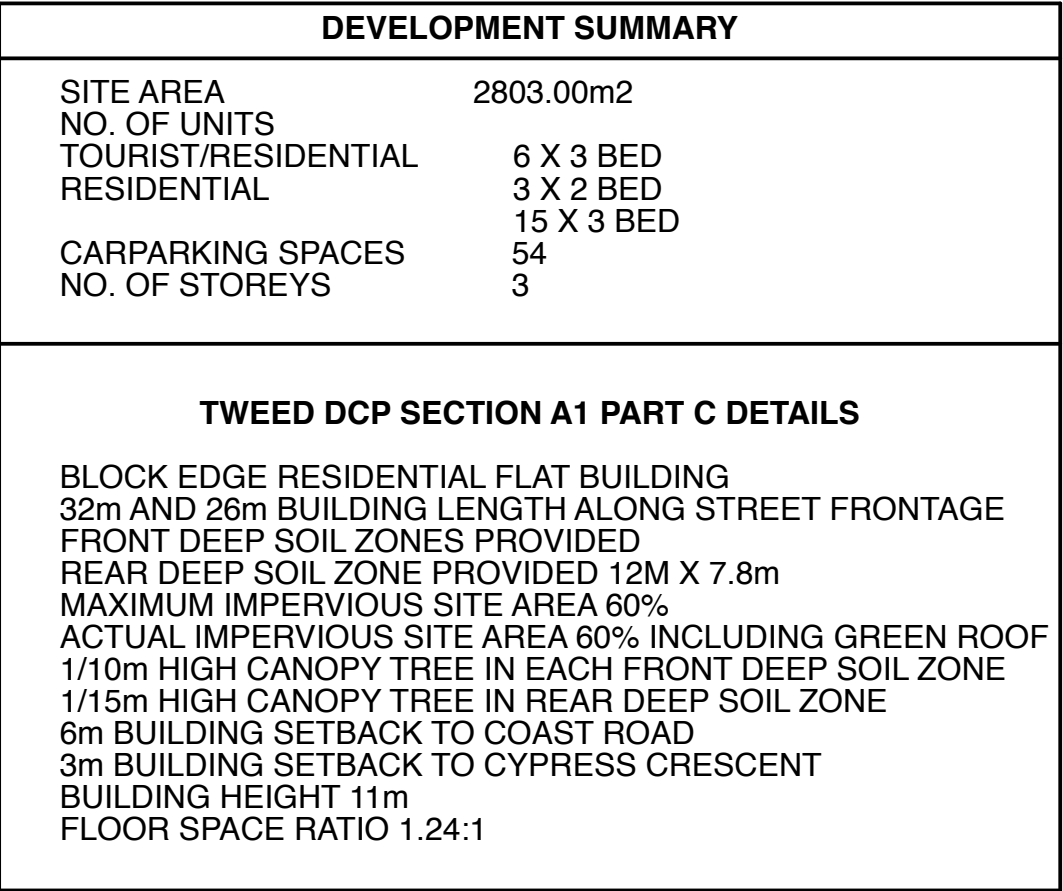 DEVELOPMENT SUMMARY
SITE AREA 2803.00m2
NO. OF UNITS
TOURIST/RESIDENTIAL 6 X 3 BED
RESIDENTIAL 3 X 2 BED
15 X 3 BED
CARPARKING SPACES 54
NO. OF STOREYS 3
TWEED DCP SECTION A1 PART C DETAILS
BLOCK EDGE RESIDENTIAL FLAT BUILDING
32m AND 26m BUILDING LENGTH ALONG STREET FRONTAGE
FRONT DEEP SOIL ZONES PROVIDED
REAR DEEP SOIL ZONE PROVIDED 12M X 7.8m
MAXIMUM IMPERVIOUS SITE AREA 60%
ACTUAL IMPERVIOUS SITE AREA 60% INCLUDING GREEN ROOF
1/10m HIGH CANOPY TREE IN EACH FRONT DEEP SOIL ZONE
1/15m HIGH CANOPY TREE IN REAR DEEP SOIL ZONE
6m BUILDING SETBACK TO COAST ROAD
3m BUILDING SETBACK TO CYPRESS CRESCENT
BUILDING HEIGHT 11m
FLOOR SPACE RATIO 1.24:1